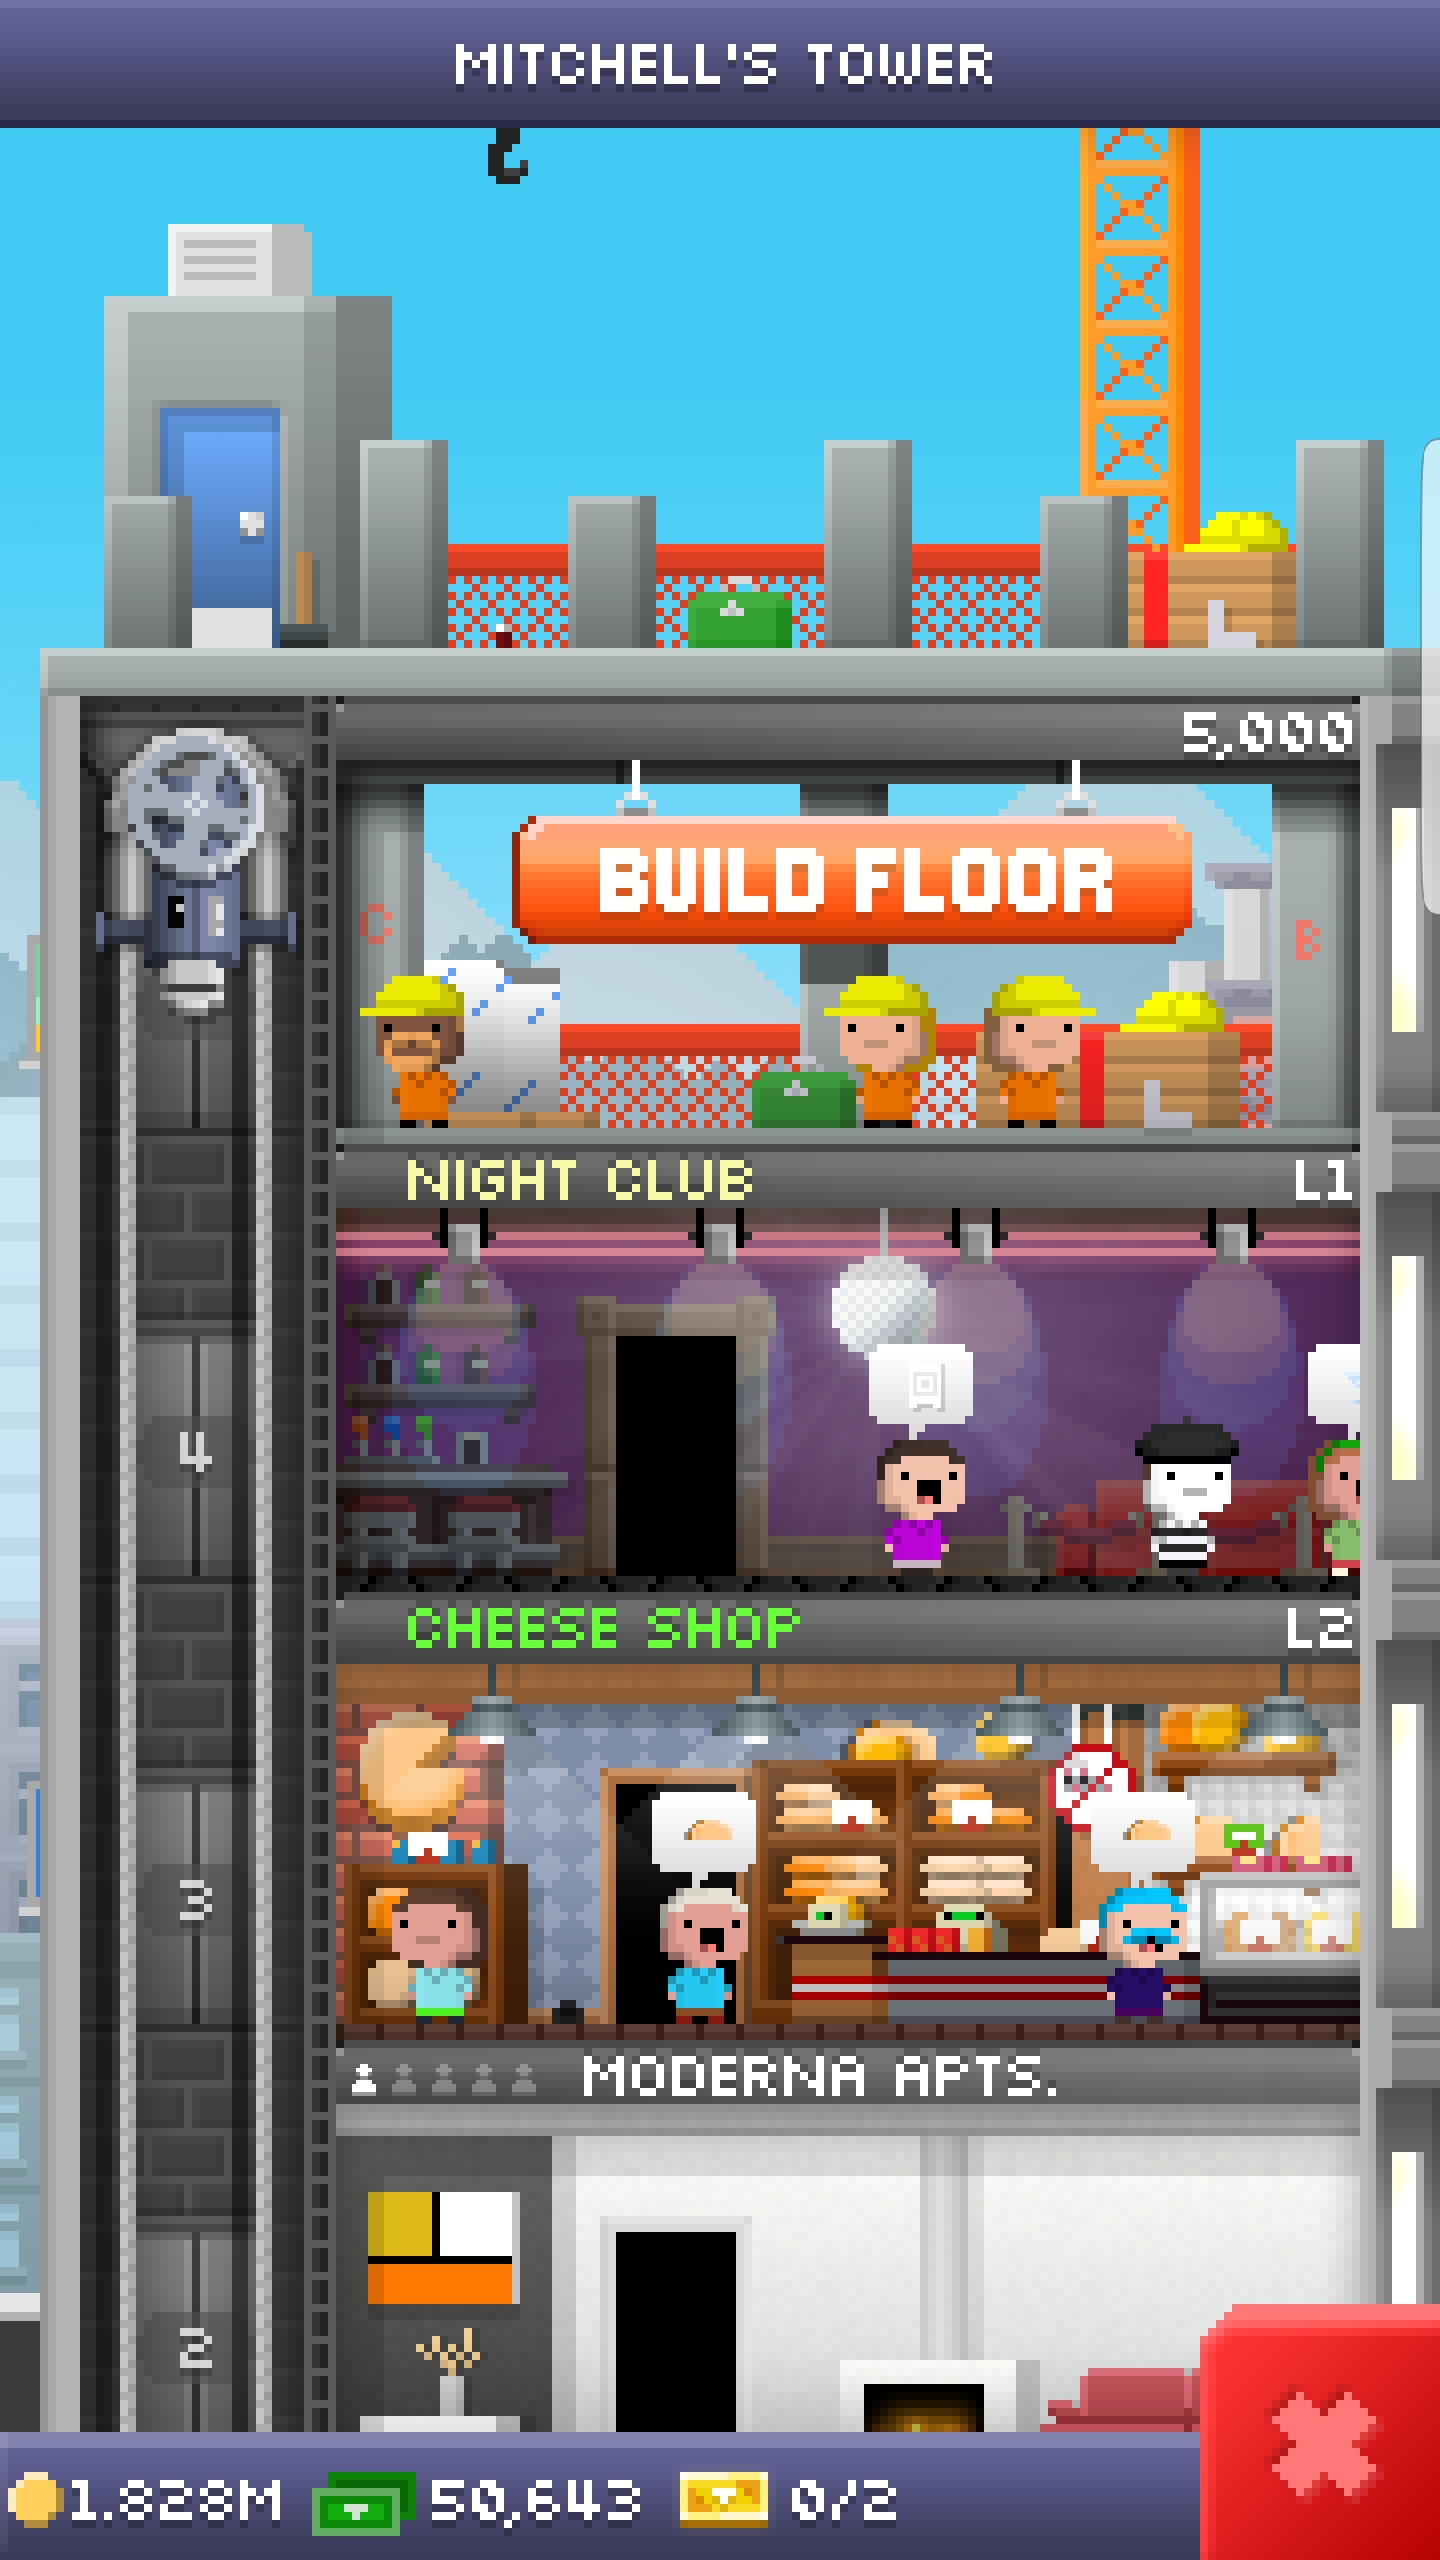 MITCHELL'S TOWER
5,000
BUILD FLOOR
C
B
NIGHT CLUB L1
4
CHEESE SHOP L2
3
MODERNA APTS.
2
1.828M 50,643 0/2